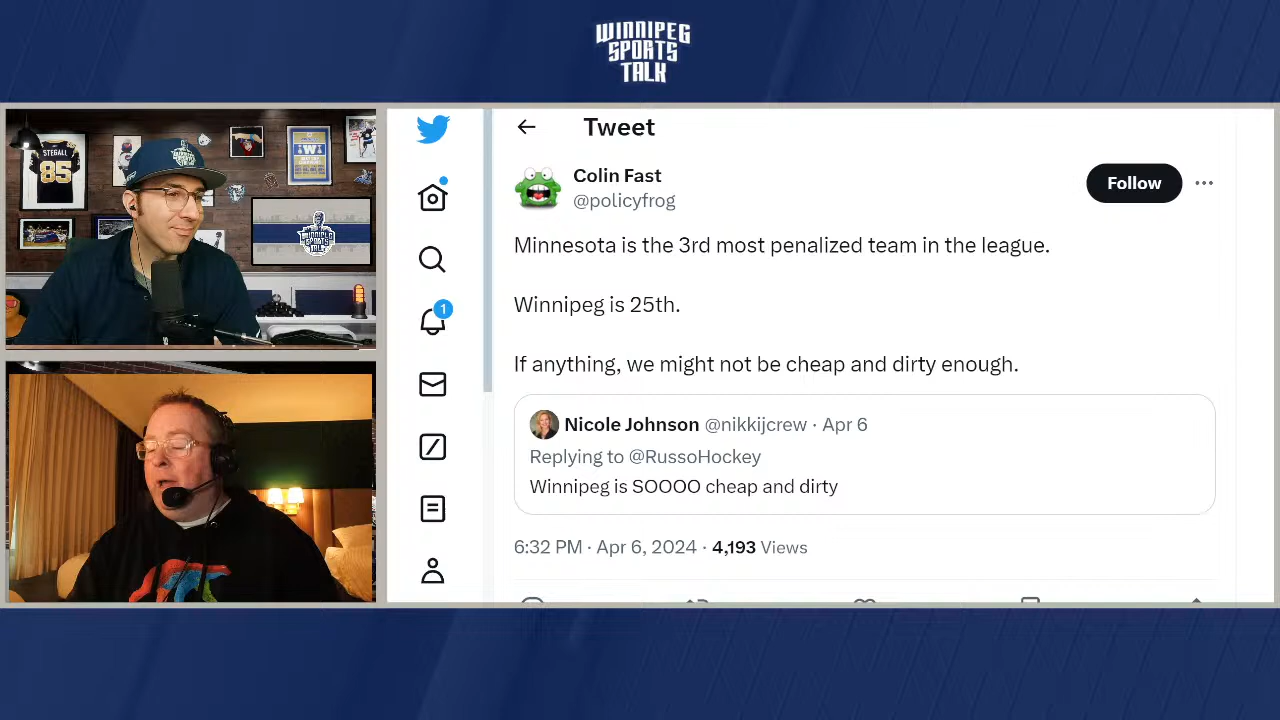 WINNIPEG
SPORTS
TALK
STEGALL
85
W
WINNIPEG
SPORTS
TALK
1
Tweet
Colin Fast
@policyfrog
Follow
Minnesota is the 3rd most penalized team in the league.
Winnipeg is 25th.
If anything, we might not be cheap and dirty enough.
Nicole Johnson @nikkijcrew · Apr 6
Replying to @RussoHockey
Winnipeg is SOOOO cheap and dirty
6:32 PM · Apr 6, 2024 · 4,193 Views